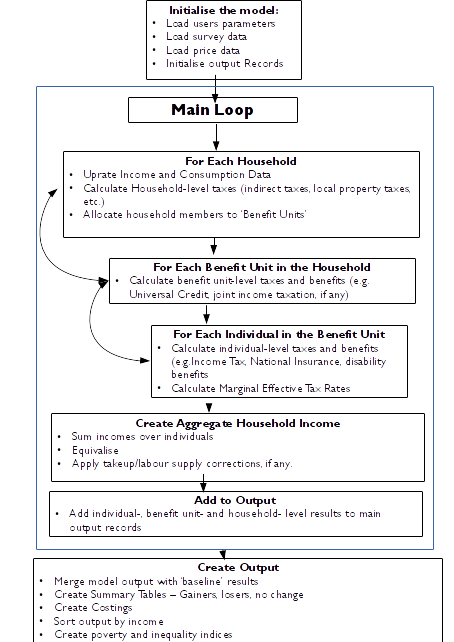 Initialise the model:
• Load users parameters
• Load survey data
• Load price data
• Initialise output Records
Main Loop
For Each Household
• Uprate Income and Consumption Data
• Calculate Household-level taxes (indirect taxes, local property taxes,
etc.)
• Allocate household members to 'Benefit Units'
For Each Benefit Unit in the Household
• Calculate benefit unit-level taxes and benefits (e.g.
Universal Credit, joint income taxation, if any)
For Each Individual in the Benefit Unit
• Calculate individual-level taxes and benefits
(e.g.Income Tax, National Insurance, disability
benefits
• Calculate Marginal Effective Tax Rates
Create Aggregate Household Income
• Sum incomes over individuals
• Equivalise
• Apply takeup/labour supply corrections, if any.
Add to Output
• Add individual-, benefit unit- and household- level results to main
output records
Create Output
• Merge model output with 'baseline' results
• Create Summary Tables – Gainers, losers, no change
• Create Costings
• Sort output by income
• Create poverty and inequality indices